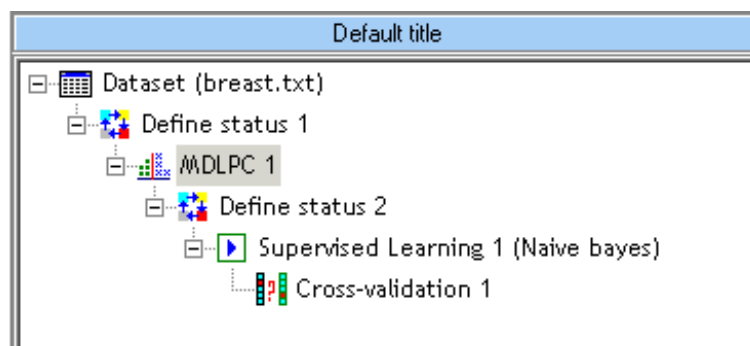 Default title
Dataset (breast.txt)
Define status 1
MDLPC 1
Define status 2
Supervised Learning 1 (Naive bayes)
Cross-validation 1